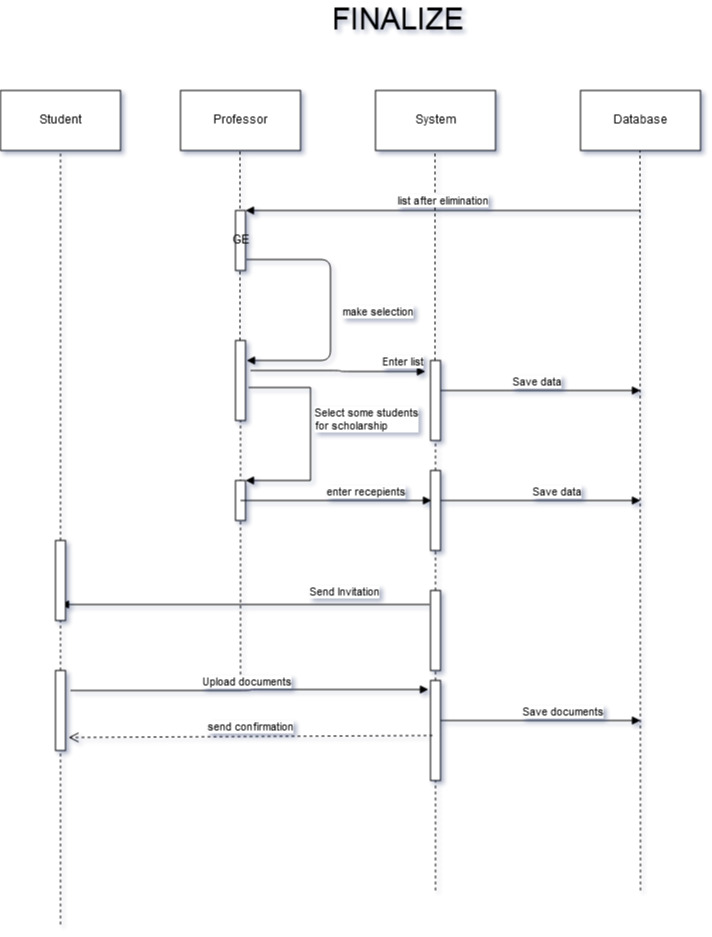 FINALIZE
Student
Professor
System
Database
list after elimination
GE
make selection
Enter list
Save data
Select some students
for scholarship
enter recepients
Save data
Send Invitation
Upload documents
Save documents
send confirmation